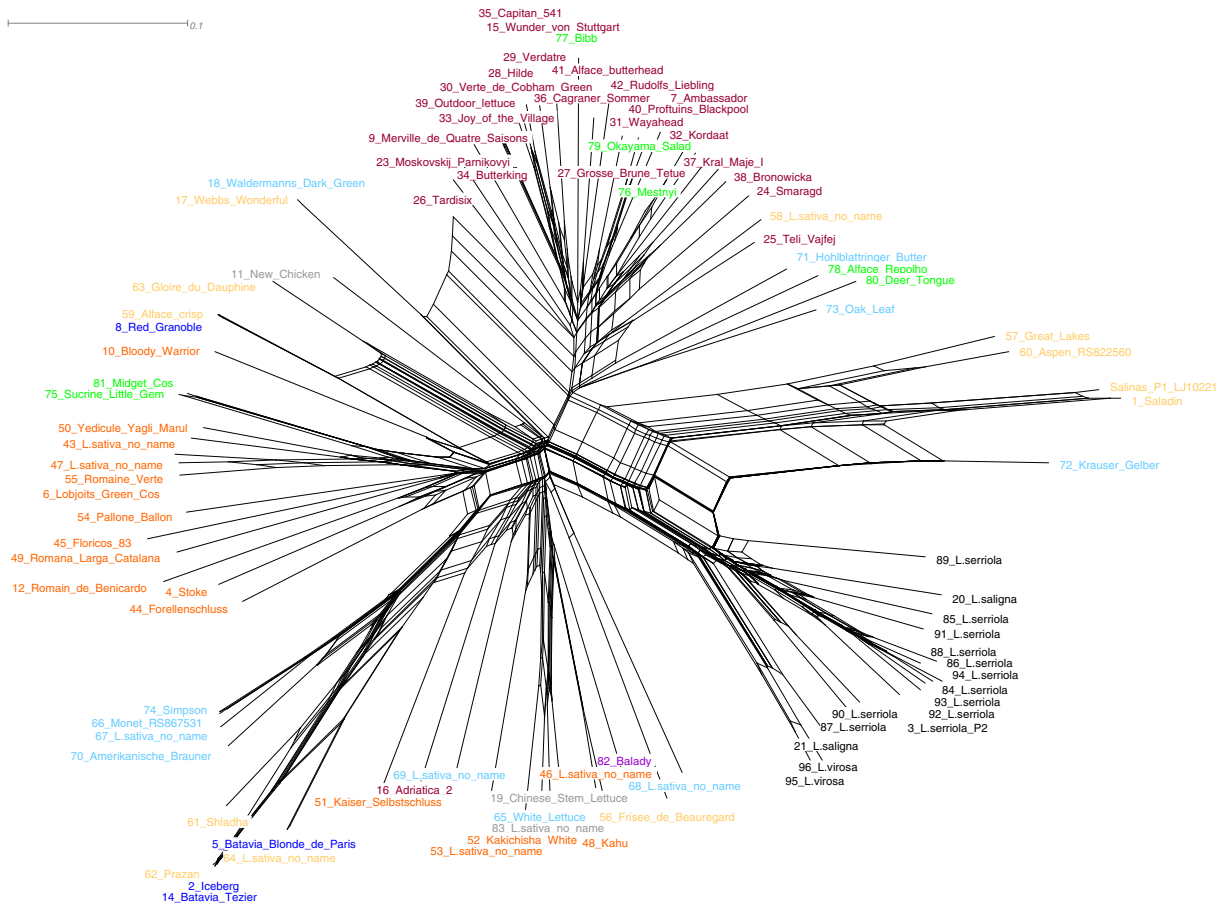 35_Capitan_541
0.1
15_Wunder_von_Stuttgart
77_Bibb
29_Verdatre
41_Alface_butterhead
28_Hilde
30_Verte_de_Cobham_Green
42_Rudolfs_Liebling
36_Cagraner_Sommer
7_Ambassador
39_Outdoor_lettuce
40_Proftuins_Blackpool
33_Joy_of_the_Village
31_Wayahead
32_Kordaat
9_Merville_de_Quatre_Saisons
79_Okayama_Salad
23_Moskovskij_Parnikovyi
37_Kral_Maje_I
34_Butterking
27_Grosse_Brune_Tetue
38_Bronowicka
18_Waldermanns_Dark_Green
76_Mestnyi
24_Smaragd
17_Webbs_Wonderful
26_Tardisix
58_L.sativa_no_name
25_Teli_Vajfej
71_Hohlblattringer_Butter
11_New_Chicken
78_Alface_Repolho
80_Deer_Tongue
63_Gloire_du_Dauphine
73_Oak_Leaf
59_Alface_crisp
8_Red_Granoble
57_Great_Lakes
10_Bloody_Warrior
60_Aspen_RS822560
81_Midget_Cos
Salinas_P1_LJ10221
75_Sucrine_Little_Gem
1_Saladin
50_Yedicule_Yagli_Marul
43_L.sativa_no_name
47_L.sativa_no_name
72_Krauser_Gelber
55_Romaine_Verte
6_Lobjoits_Green_Cos
54_Pallone_Ballon
45_Floricos_83
49_Romana_Larga_Catalana
89_L.serriola
12_Romain_de_Benicardo
4_Stoke
20_L.saligna
44_Forellenschluss
85_L.serriola
91_L.serriola
88_L.serriola
86_L.serriola
94_L.serriola
84_L.serriola
93_L.serriola
74_Simpson
90_L.serriola
92_L.serriola
66_Monet_RS867531
87_L.serriola
3_L.serriola_P2
67_L.sativa_no_name
21_L.saligna
70_Amerikanische_Brauner
82_Balady
96_L.virosa
69_L.sativa_no_name
46_L.sativa_no_name
95_L.virosa
16_Adriatica_2
68_L.sativa_no_name
51_Kaiser_Selbstschluss
19_Chinese_Stem_Lettuce
65_White_Lettuce
56_Frisee_de_Beauregard
61_Shladha
83_L.sativa_no_name
5_Batavia_Blonde_de_Paris
52_Kakichisha_White
48_Kahu
53_L.sativa_no_name
64_L.sativa_no_name
62_Prazan
2_Iceberg
14_Batavia_Tezier